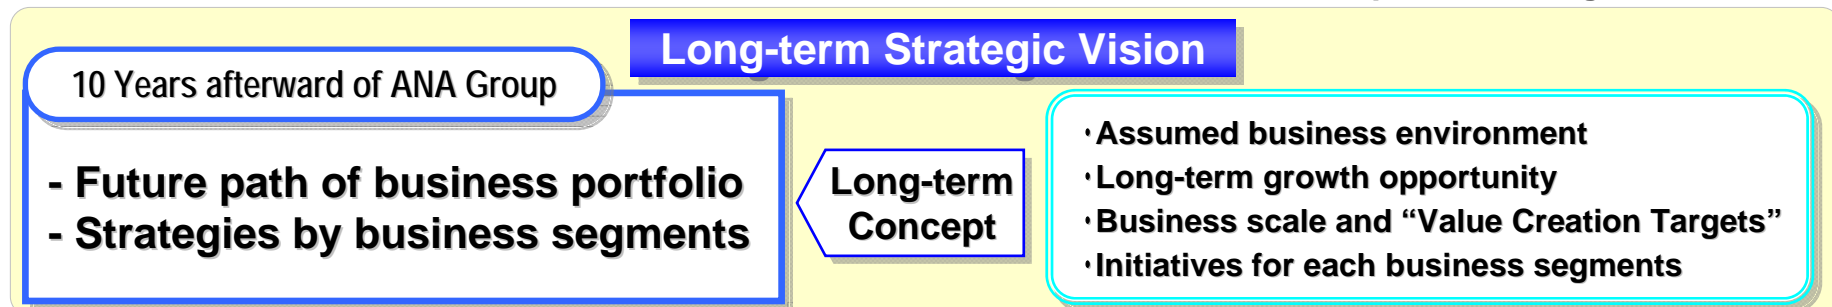 Long-term Strategic Vision
10 Years afterward of ANA Group
- Future path of business portfolio
- Strategies by business segments
Long-term
Concept
・Assumed business environment
・Long-term growth opportunity
・Business scale and “Value Creation Targets”
・Initiatives for each business segments